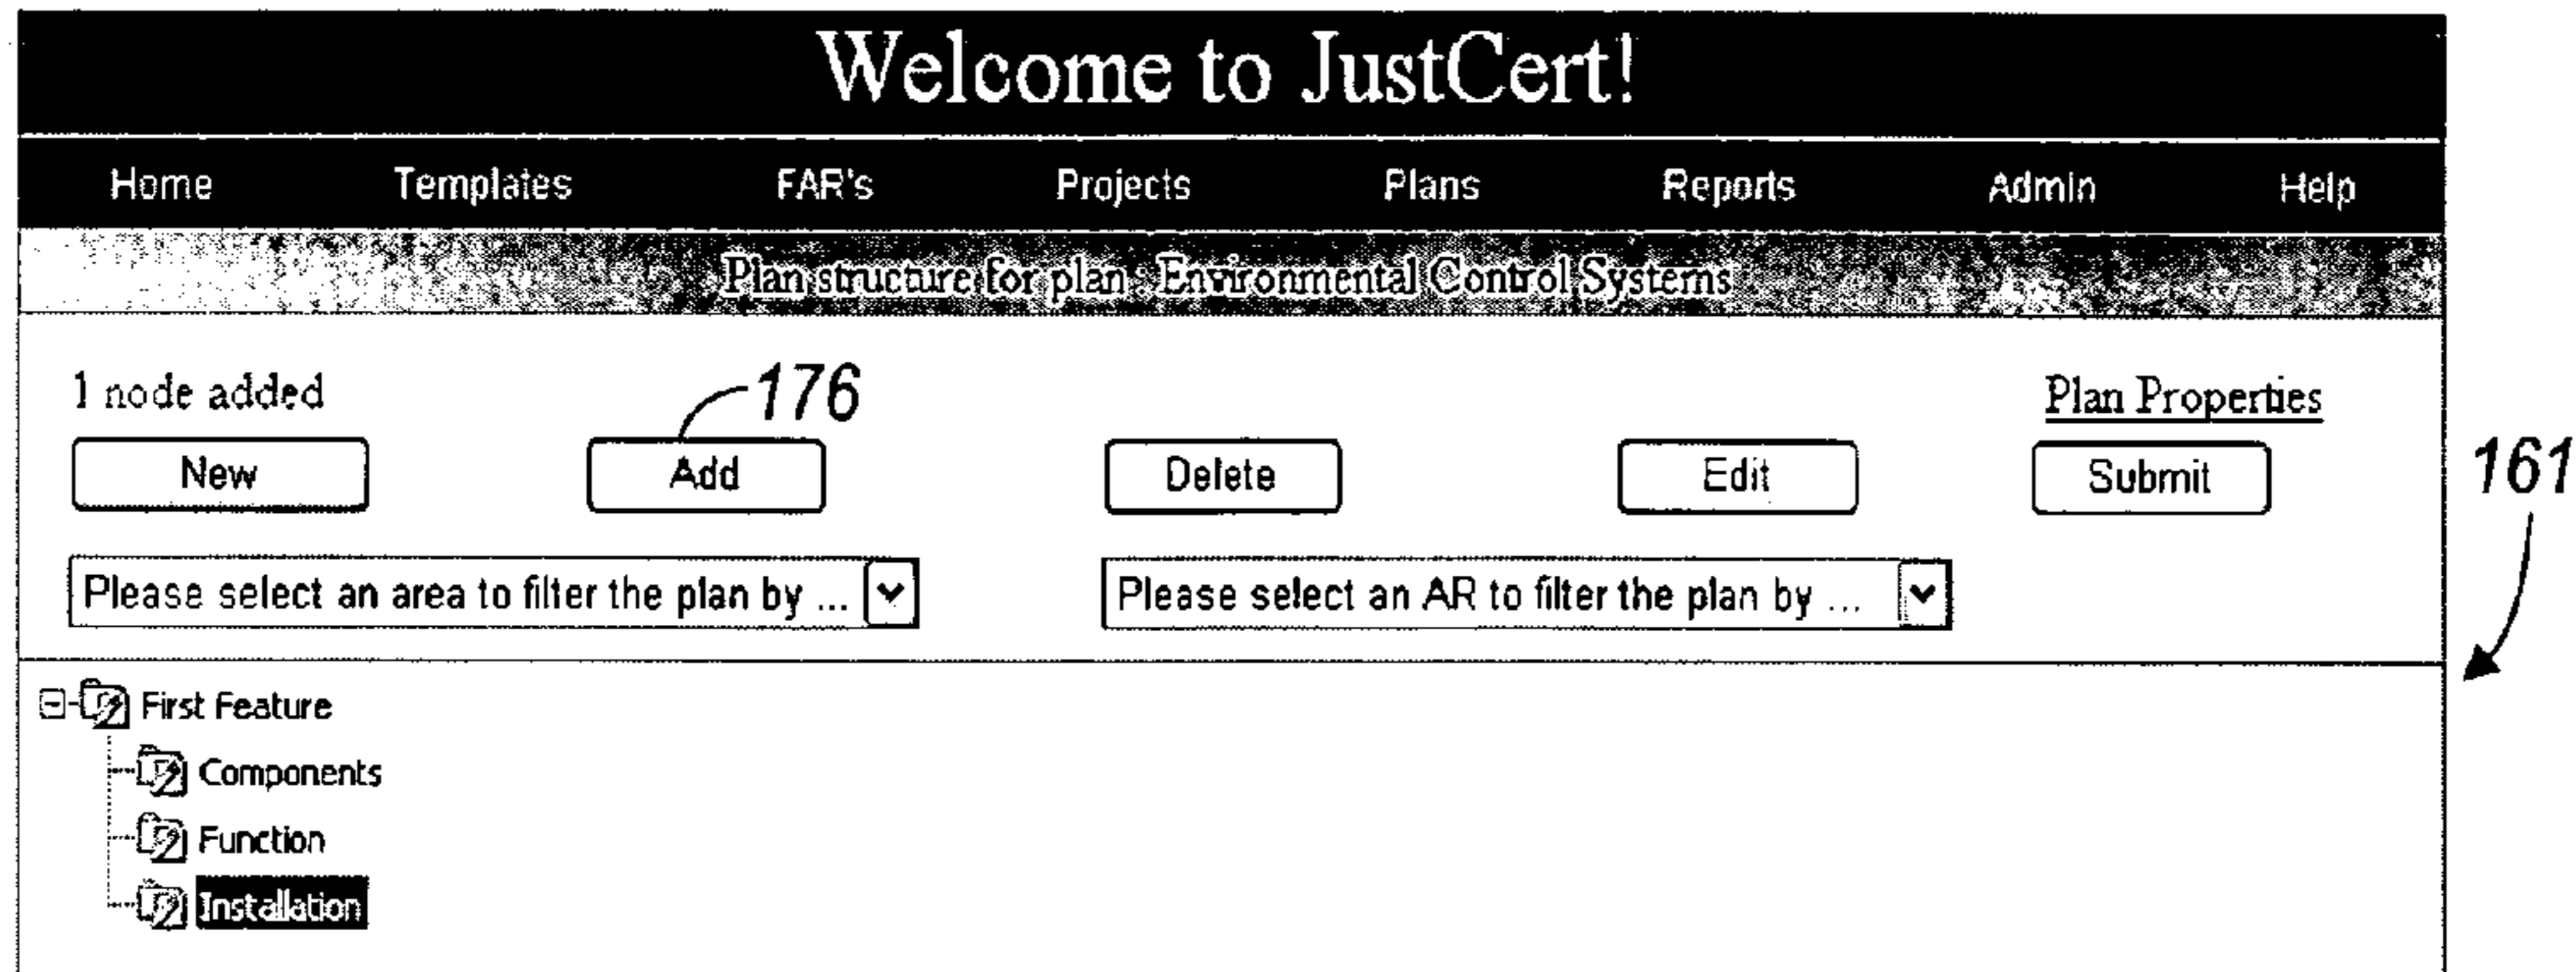 Welcome to JustCert!
Home Templates FAR's Projects Plans Reports Admin Help
Plan structure for plan : Environmental Control Systems
1 node added 176 Plan Properties
New Add Delete Edit Submit 161
Please select an area to filter the plan by ... Please select an AR to filter the plan by ...
First Feature
Components
Function
Installation